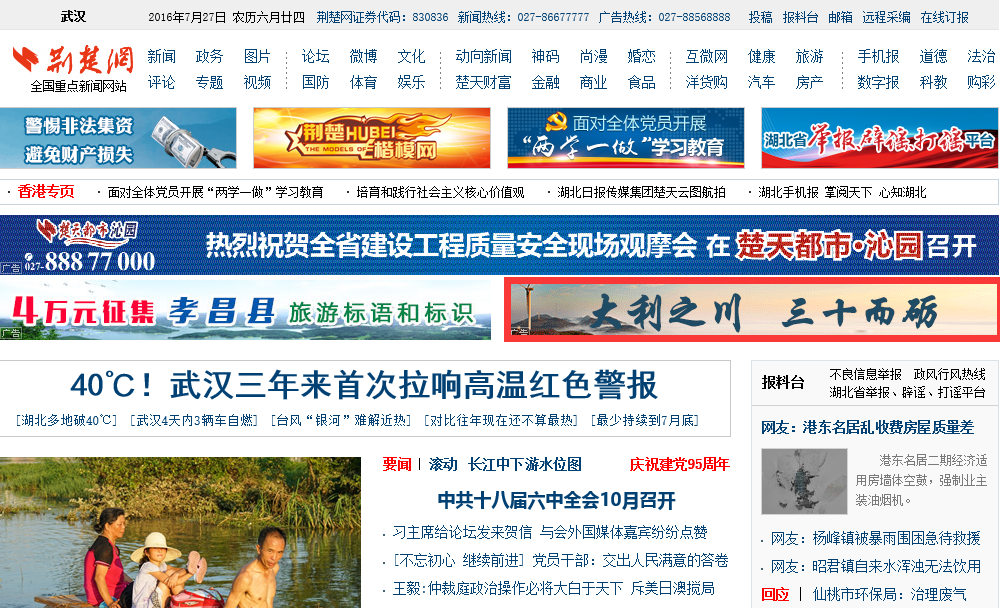 武汉 2016年7月27日 农历六月廿四 荆楚网证券代码：830836 新闻热线：027-86677777 广告热线：027-88568888 投稿 报料台 邮箱 远程采编 在线订报
荆楚网
全国重点新闻网站
新闻 政务 图片 论坛 微博 文化 动向新闻 神码 尚漫 婚恋 互微网 健康 旅游 手机报 道德 法治
评论 专题 视频 国防 体育 娱乐 楚天财富 金融 商业 食品 洋货购 汽车 房产 数字报 科教 购彩
警惕非法集资
避免财产损失
荆楚HUBEI
THE MODELS OF
楷模网
面对全体党员开展
“两学一做”学习教育
湖北省举报辟谣打谣平台
· 香港专页 · 面对全体党员开展“两学一做”学习教育 · 培育和践行社会主义核心价值观 · 湖北日报传媒集团楚天云图航拍 · 湖北手机报 掌阅天下 心知湖北
楚天都市沁园
027-888 77 000
广告
热烈祝贺全省建设工程质量安全现场观摩会 在 楚天都市·沁园 召开
4万元征集 孝昌县 旅游标语和标识
广告
大利之川 三十而砺
广告
40℃！武汉三年来首次拉响高温红色警报
[湖北多地破40℃] [武汉4天内3辆车自燃] [台风“银河”难解近热] [对比往年现在还不算最热] [最少持续到7月底]
要闻 | 滚动 长江中下游水位图 庆祝建党95周年
中共十八届六中全会10月召开
· 习主席给论坛发来贺信 与会外国媒体嘉宾纷纷点赞
· [不忘初心 继续前进] 党员干部：交出人民满意的答卷
· 王毅:仲裁庭政治操作必将大白于天下 斥美日澳搅局
报料台 不良信息举报 政风行风热线
湖北省举报、辟谣、打谣平台
网友：港东名居乱收费房屋质量差
港东名居二期经济适
用房墙体空鼓，强制业主
装油烟机。
· 网友：杨峰镇被暴雨围困急待救援
· 网友：昭君镇自来水浑浊无法饮用
回应 | 仙桃市环保局：治理废气